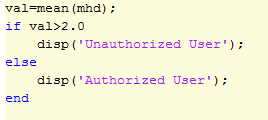 val=mean(mhd);
if val>2.0
    disp('Unauthorized User');
else
    disp('Authorized User');
end